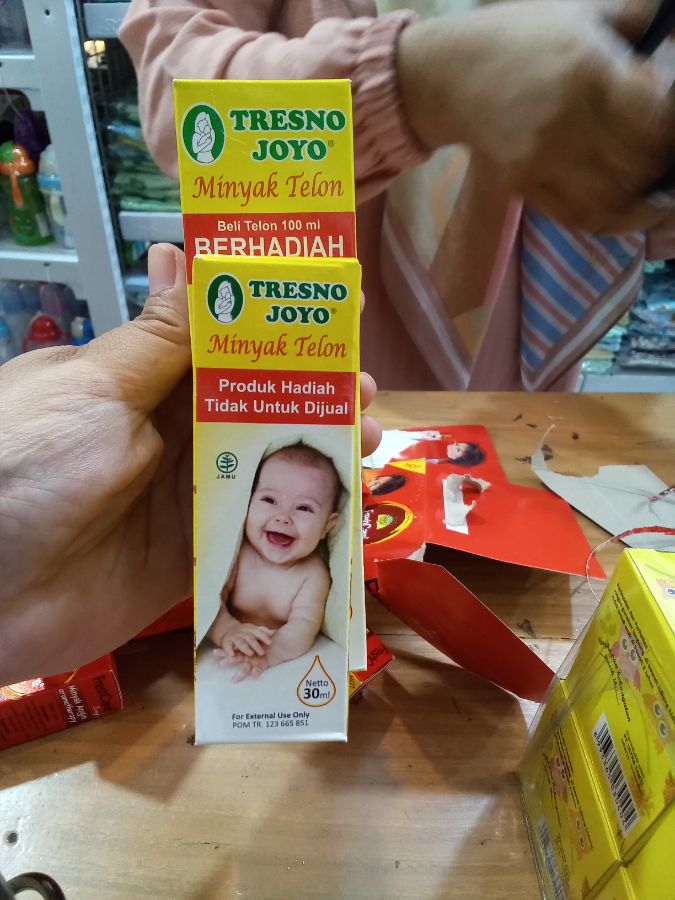 TRESNO
JOYO®
Minyak Telon
Beli Telon 100 ml
BERHADIAH
TRESNO
JOYO®
Minyak Telon
Produk Hadiah
Tidak Untuk Dijual
JAMU
Netto
30ml
For External Use Only
POM TR. 123 665 851